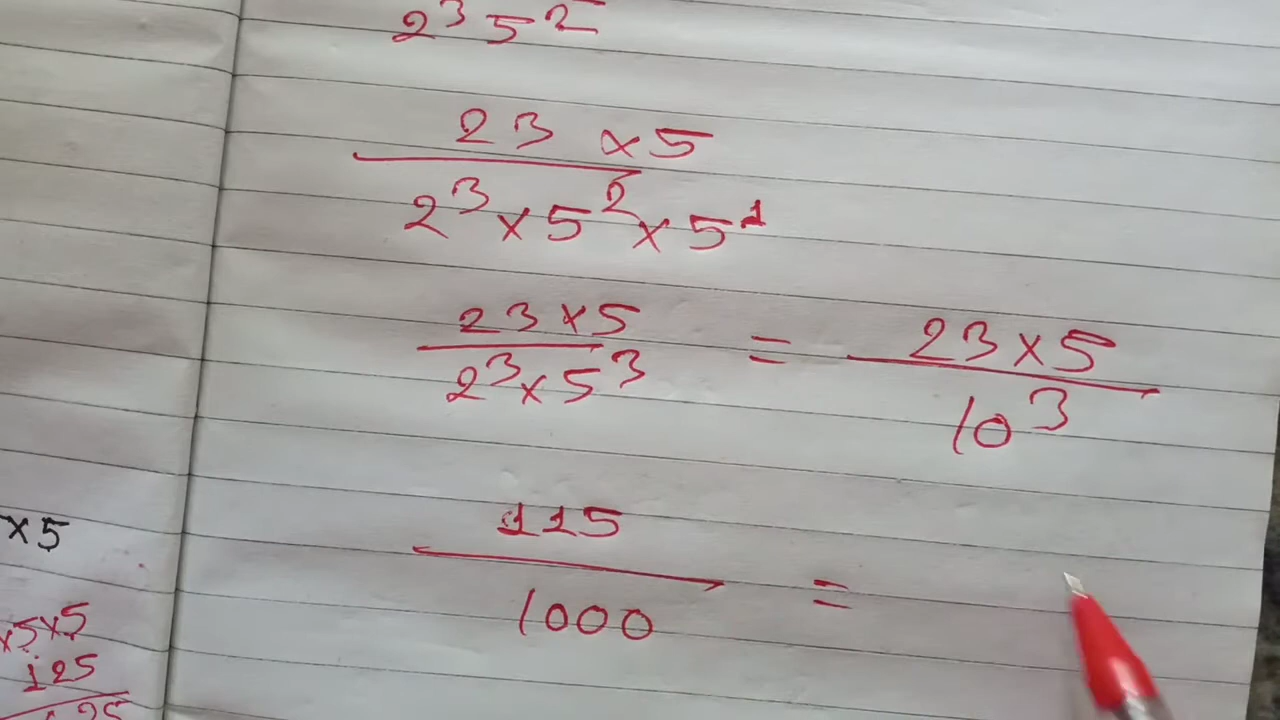 2³ 5²
23 × 5
2³ × 5² × 5¹
23 × 5 = 23 × 5
2³ × 5³ 10³
115 =
1000
× 5
×5×5
125